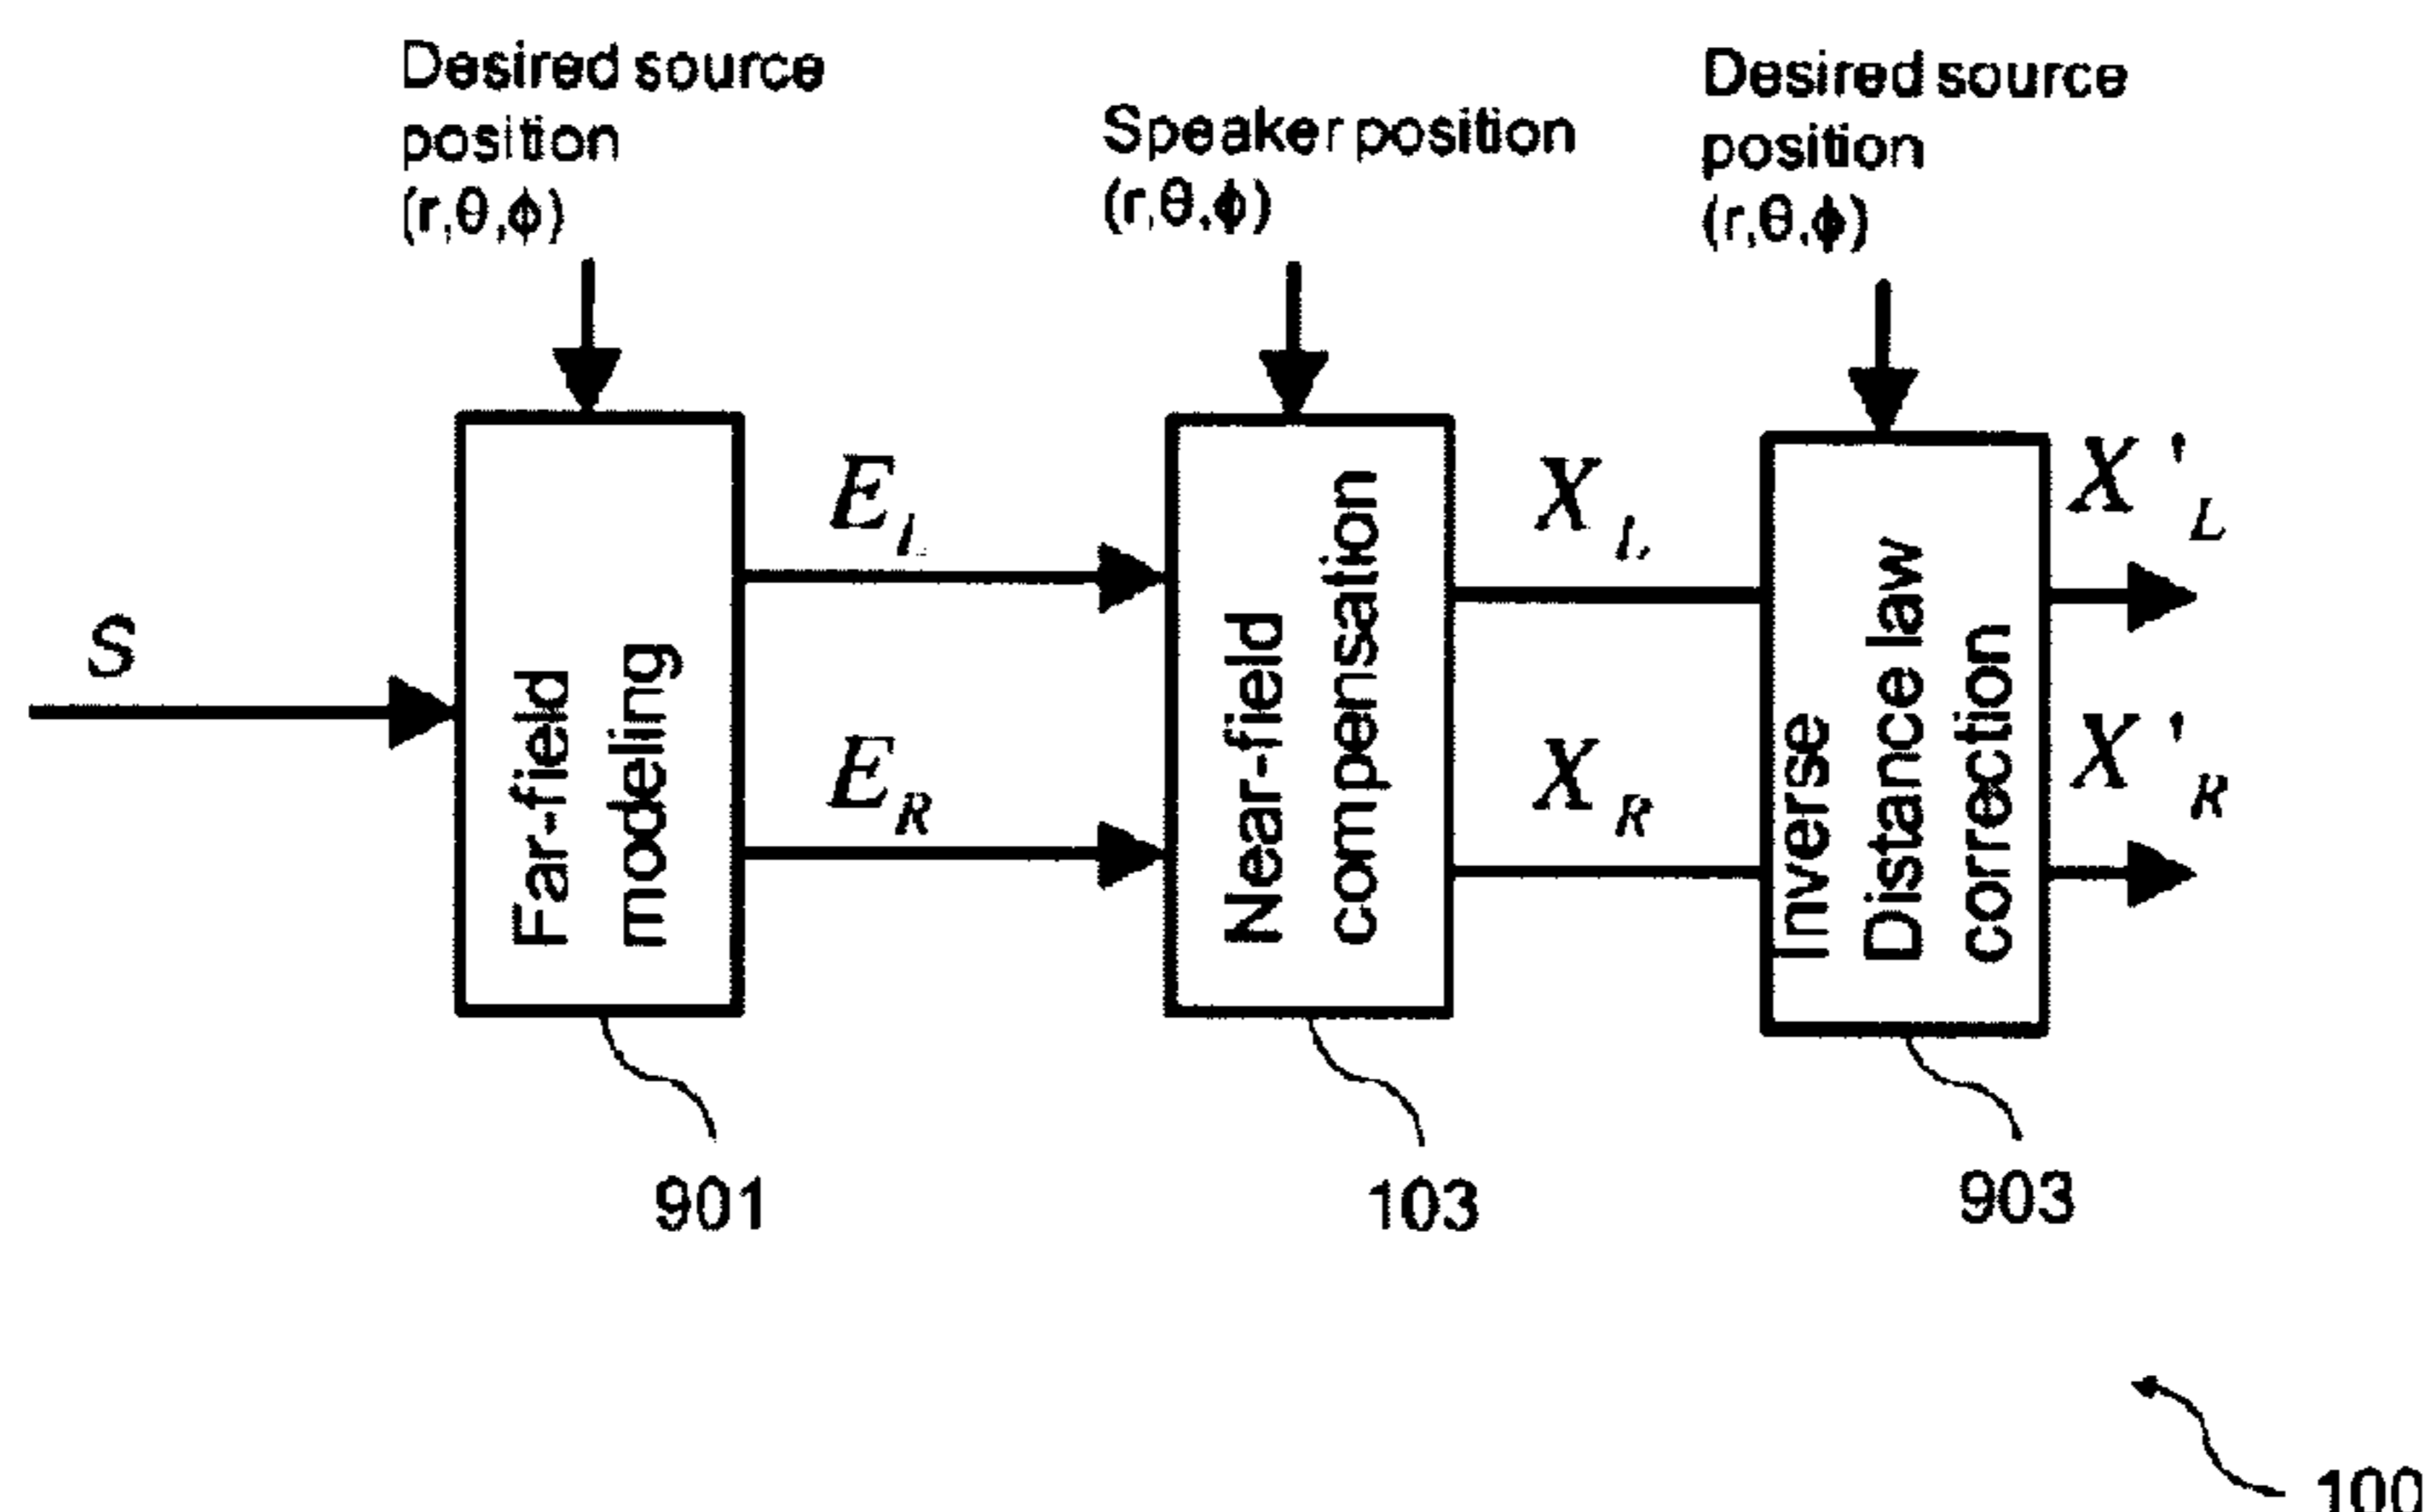 Desired source
position
(r,θ,ϕ)
Speaker position
(r,θ,ϕ)
Desired source
position
(r,θ,ϕ)
S
Far-field
modeling
E_L
E_R
Near-field
compensation
X_L
X_R
Inverse
Distance law
correction
X'_L
X'_R
901
103
903
100